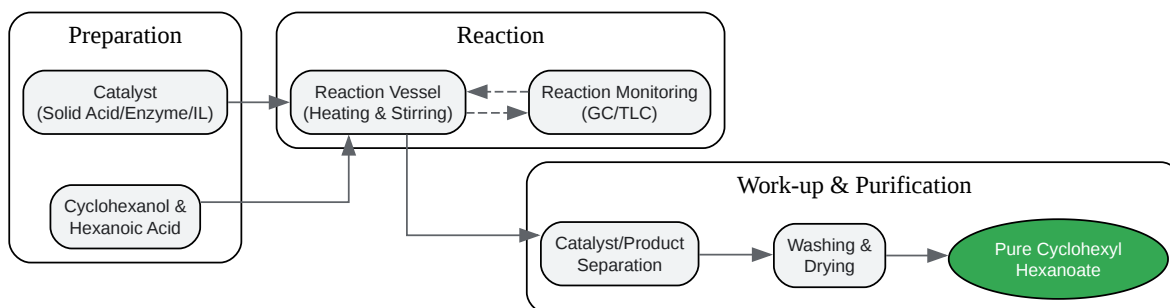 Preparation
Catalyst
(Solid Acid/Enzyme/IL)
Cyclohexanol &
Hexanoic Acid
Reaction
Reaction Vessel
(Heating & Stirring)
Reaction Monitoring
(GC/TLC)
Work-up & Purification
Catalyst/Product
Separation
Washing &
Drying
Pure Cyclohexyl
Hexanoate